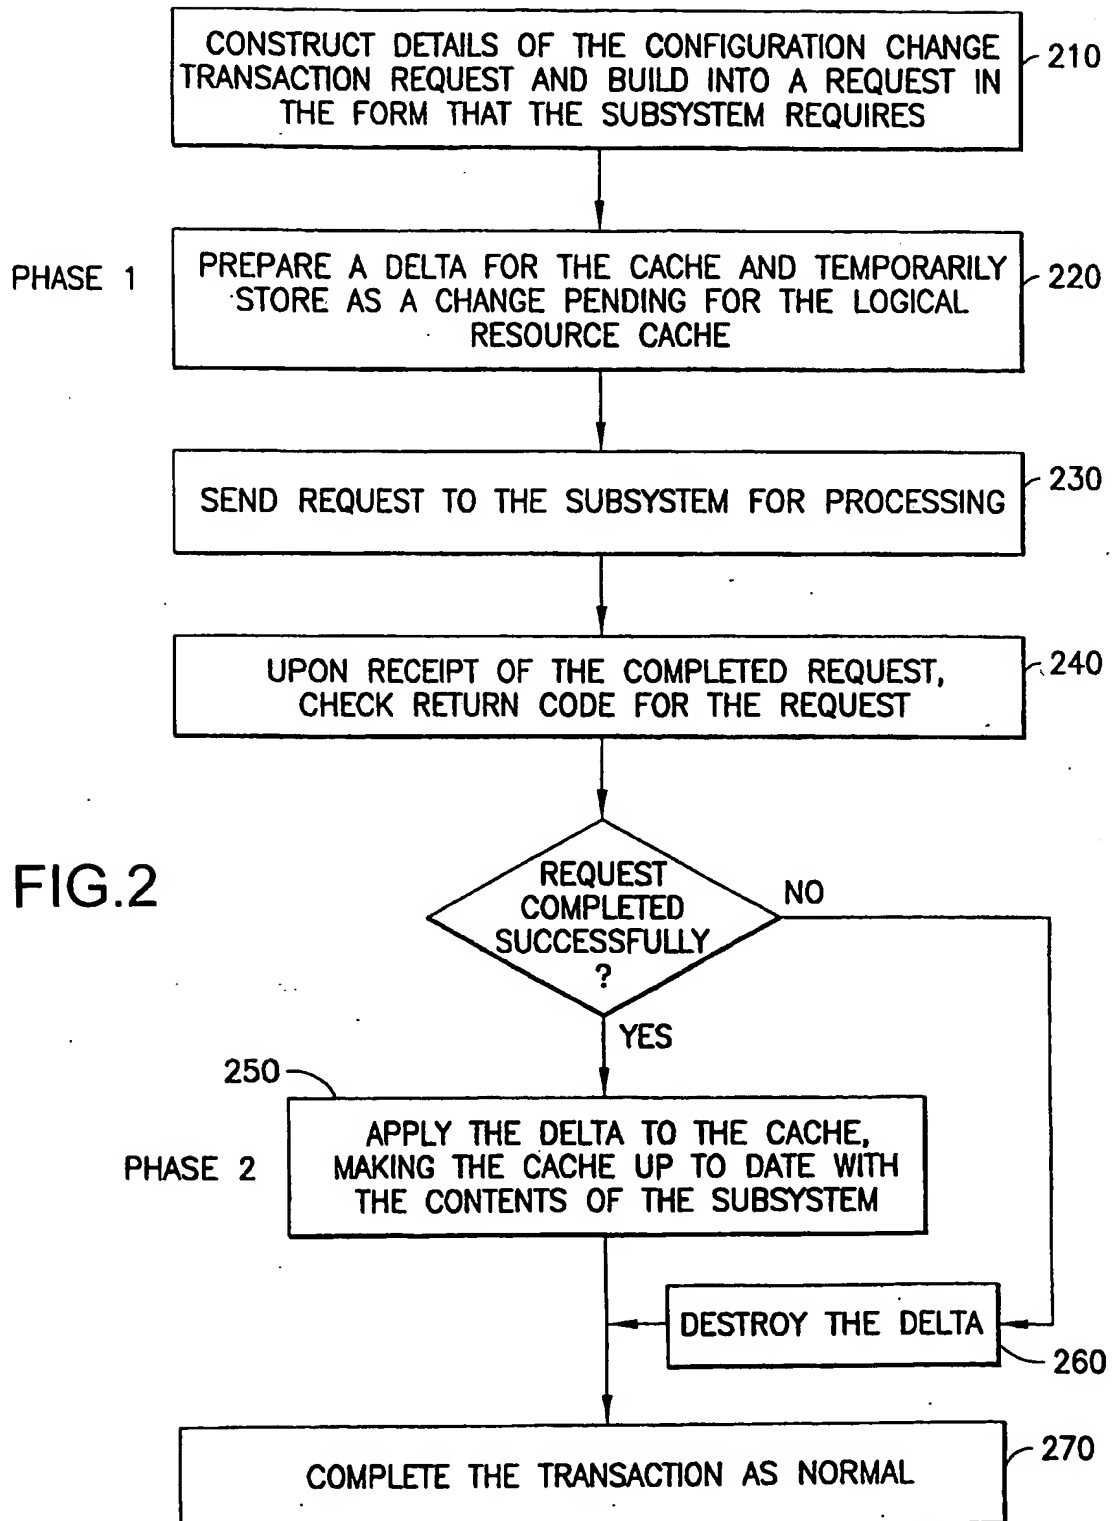 CONSTRUCT DETAILS OF THE CONFIGURATION CHANGE
TRANSACTION REQUEST AND BUILD INTO A REQUEST IN
THE FORM THAT THE SUBSYSTEM REQUIRES
210
PHASE 1
PREPARE A DELTA FOR THE CACHE AND TEMPORARILY
STORE AS A CHANGE PENDING FOR THE LOGICAL
RESOURCE CACHE
220
SEND REQUEST TO THE SUBSYSTEM FOR PROCESSING
230
UPON RECEIPT OF THE COMPLETED REQUEST,
CHECK RETURN CODE FOR THE REQUEST
240
FIG.2
REQUEST
COMPLETED
SUCCESSFULLY
?
NO
YES
250
PHASE 2
APPLY THE DELTA TO THE CACHE,
MAKING THE CACHE UP TO DATE WITH
THE CONTENTS OF THE SUBSYSTEM
DESTROY THE DELTA
260
COMPLETE THE TRANSACTION AS NORMAL
270